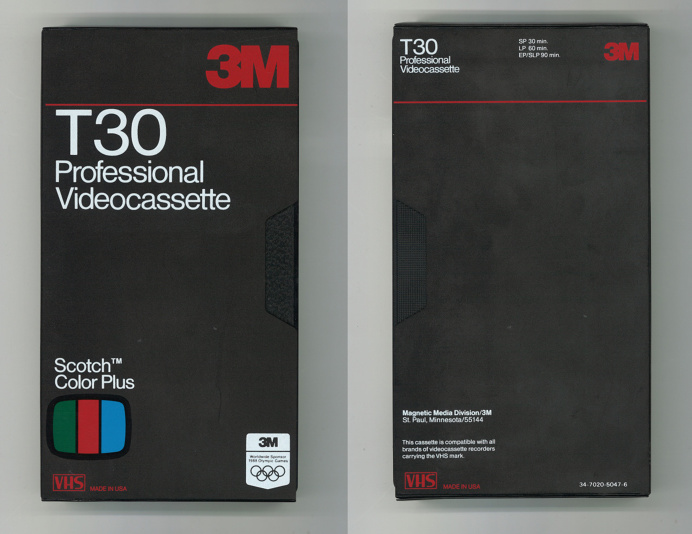 3M
T30
Professional
Videocassette
Scotch™
Color Plus
3M
Worldwide Sponsor
1988 Olympic Games
VHS MADE IN USA
T30
Professional
Videocassette
SP 30 min.
LP 60 min.
EP/SLP 90 min.
3M
Magnetic Media Division/3M
St. Paul, Minnesota/55144
This cassette is compatible with all
brands of videocassette recorders
carrying the VHS mark.
VHS MADE IN USA
34-7020-5047-6